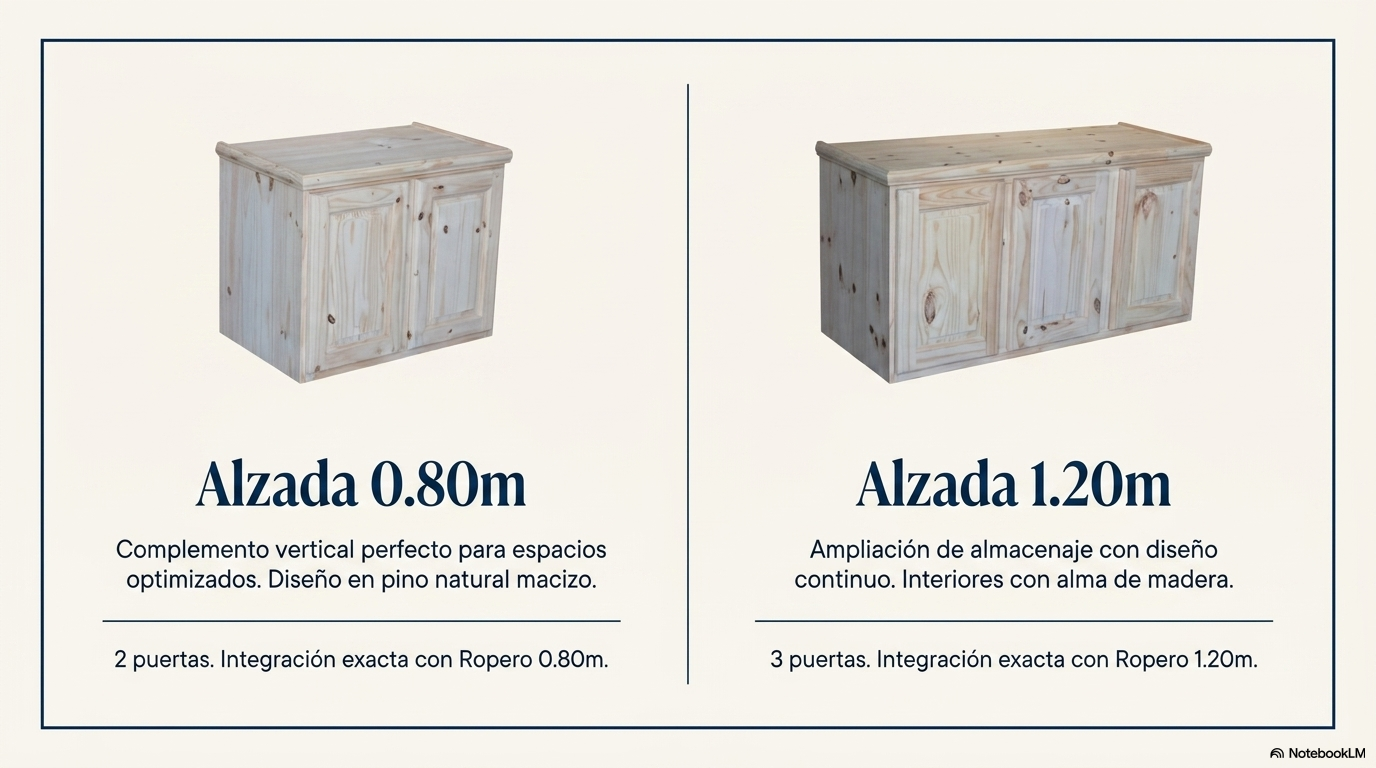 Alzada 0.80m
Complemento vertical perfecto para espacios
optimizados. Diseño en pino natural macizo.
2 puertas. Integración exacta con Ropero 0.80m.
Alzada 1.20m
Ampliación de almacenaje con diseño
continuo. Interiores con alma de madera.
3 puertas. Integración exacta con Ropero 1.20m.
NotebookLM